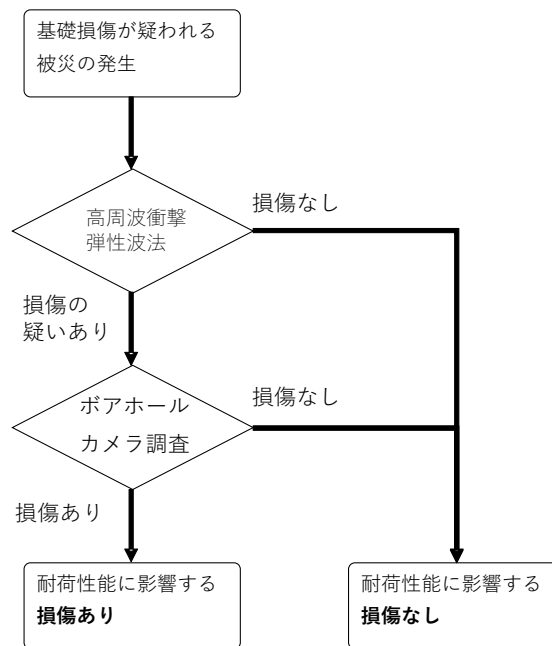 基礎損傷が疑われる
被災の発生
高周波衝撃
弾性波法
損傷なし
損傷の
疑いあり
ボアホール
カメラ調査
損傷なし
損傷あり
耐荷性能に影響する
損傷あり
耐荷性能に影響する
損傷なし